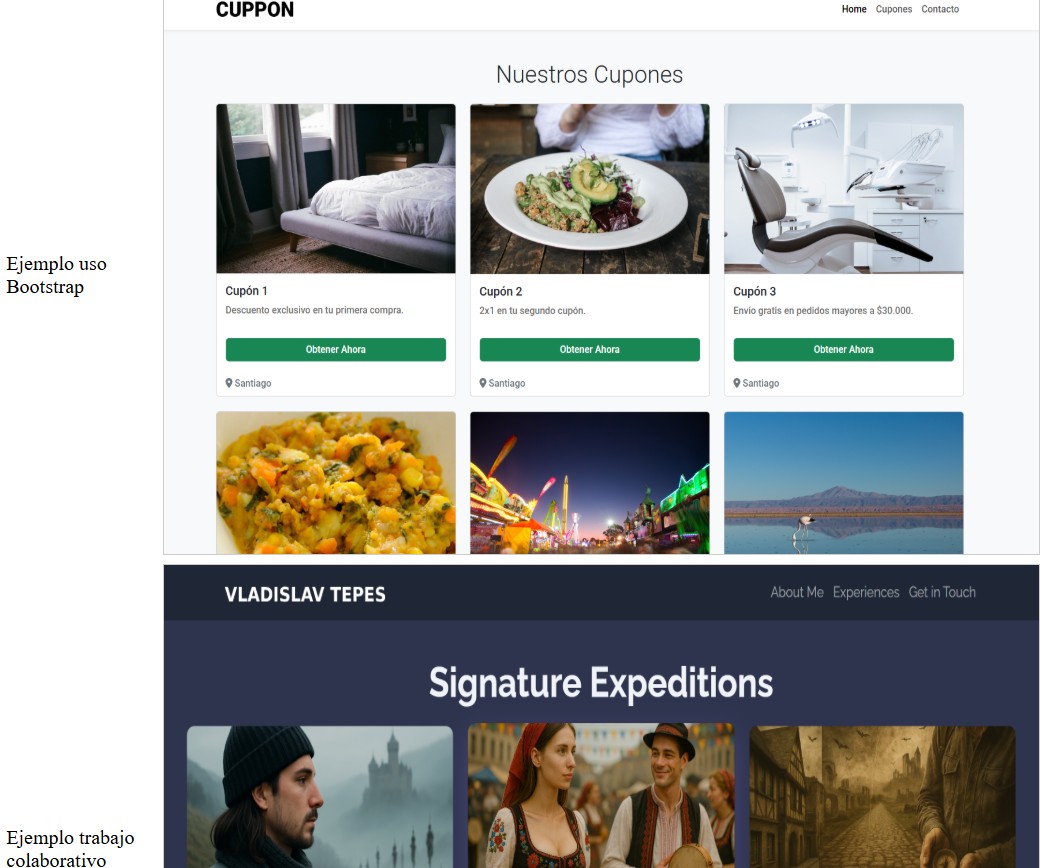 CUPPON
Home Cupones Contacto
Nuestros Cupones
Cupón 1
Descuento exclusivo en tu primera compra.
Obtener Ahora
Santiago
Cupón 2
2x1 en tu segundo cupón.
Obtener Ahora
Santiago
Cupón 3
Envío gratis en pedidos mayores a $30.000.
Obtener Ahora
Santiago
Ejemplo uso
Bootstrap
VLADISLAV TEPES
About Me Experiences Get in Touch
Signature Expeditions
Ejemplo trabajo
colaborativo